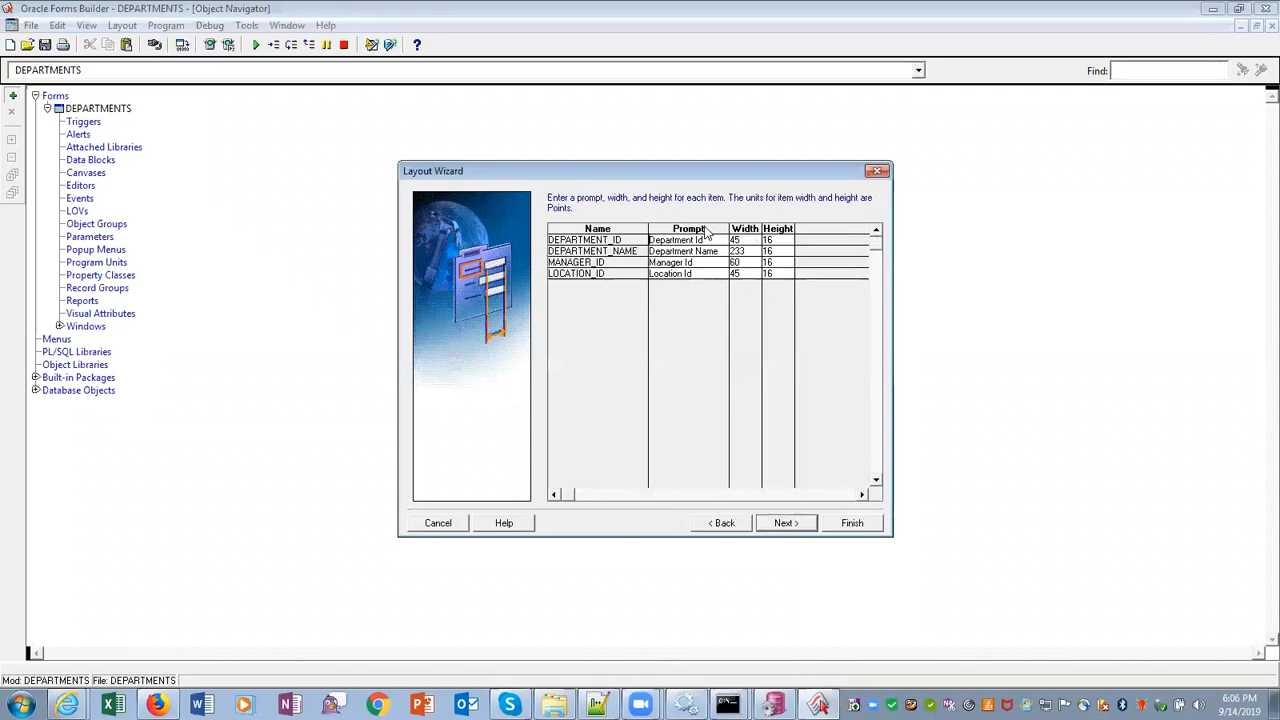 Oracle Forms Builder - DEPARTMENTS - [Object Navigator]
File Edit View Layout Program Debug Tools Window Help
DEPARTMENTS
Find:
Forms
DEPARTMENTS
Triggers
Alerts
Attached Libraries
Data Blocks
Canvases
Editors
Events
LOVs
Object Groups
Parameters
Popup Menus
Program Units
Property Classes
Record Groups
Reports
Visual Attributes
Windows
Menus
PL/SQL Libraries
Object Libraries
Built-in Packages
Database Objects
Layout Wizard
Enter a prompt, width, and height for each item. The units for item width and height are
Points.
Name Prompt Width Height
DEPARTMENT_ID Department Id 45 16
DEPARTMENT_NAME Department Name 233 16
MANAGER_ID Manager Id 60 16
LOCATION_ID Location Id 45 16
Cancel Help < Back Next > Finish
Mod: DEPARTMENTS File: DEPARTMENTS
6:06 PM
9/14/2019